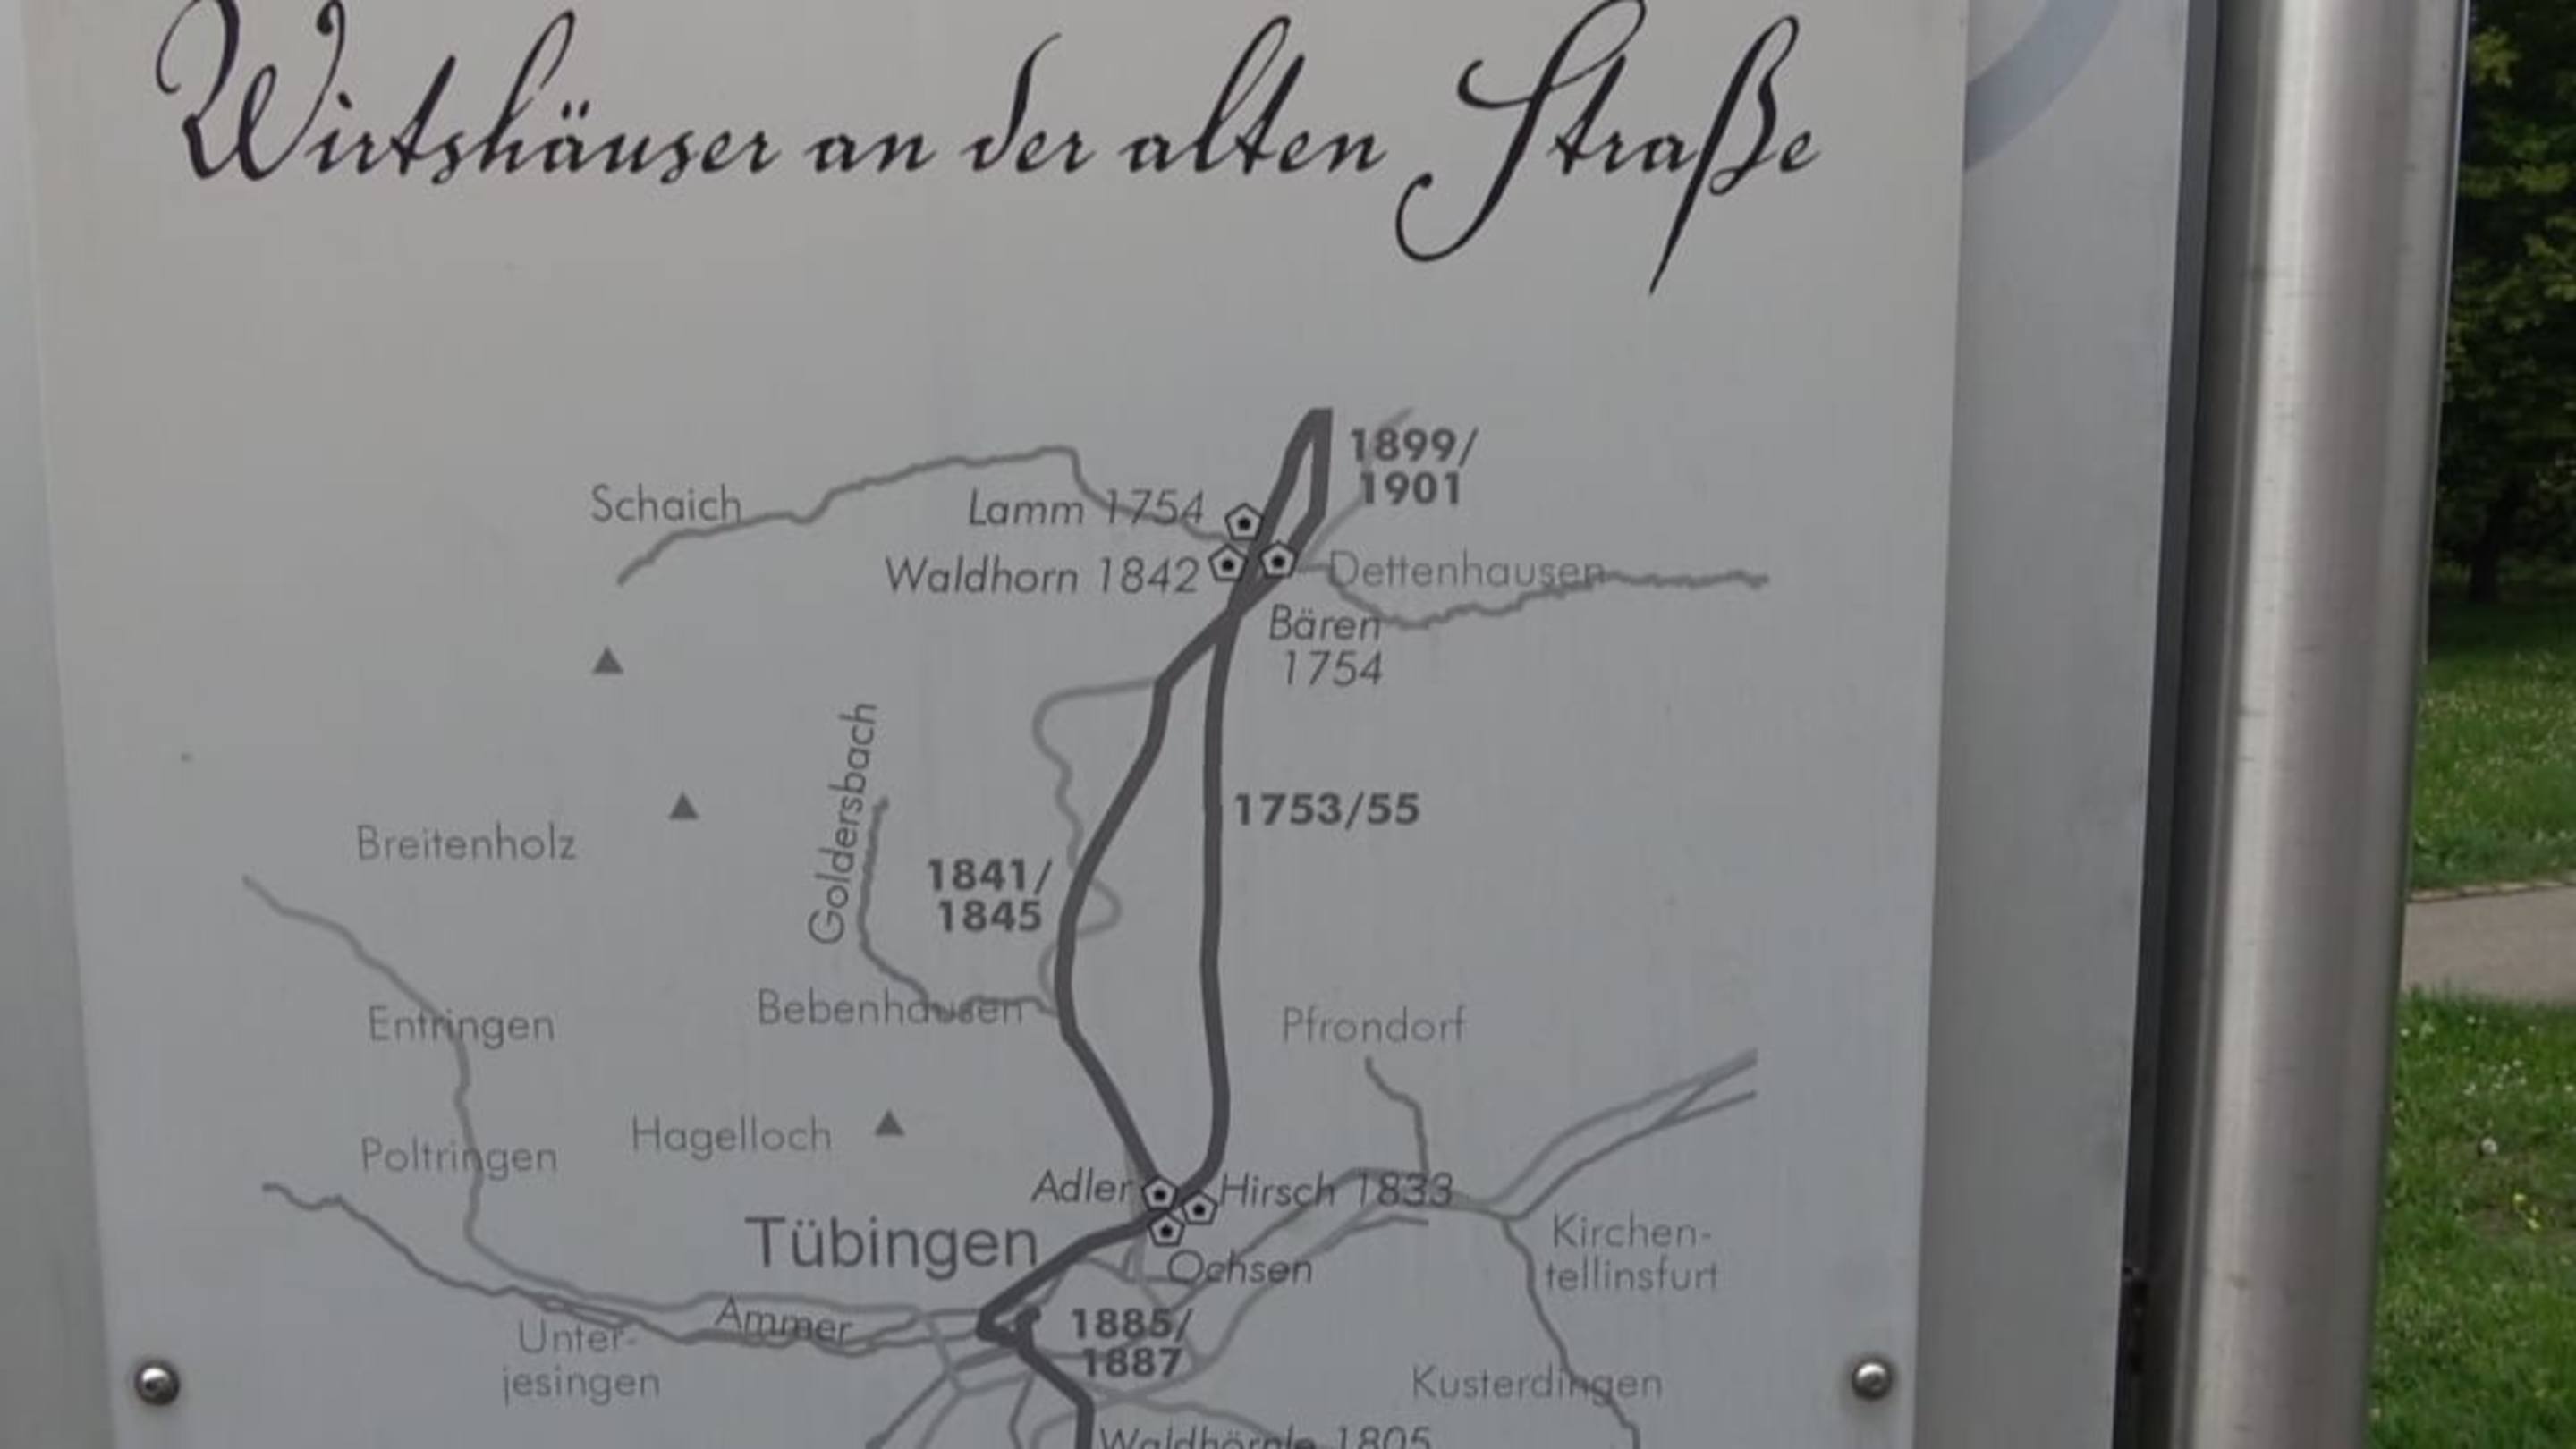 Wirtshäuser an der alten Straße
1899/
1901
Schaich
Lamm 1754
Waldhorn 1842
Dettenhausen
Bären
1754
Goldersbach
1753/55
Breitenholz
1841/
1845
Bebenhausen
Entringen
Pfrondorf
Hagelloch
Poltringen
Adler
Hirsch 1833
Tübingen
Kirchen-
tellinsfurt
Ochsen
Ammer
1885/
1887
Unter-
jesingen
Kusterdingen
Waldhörnle 1805